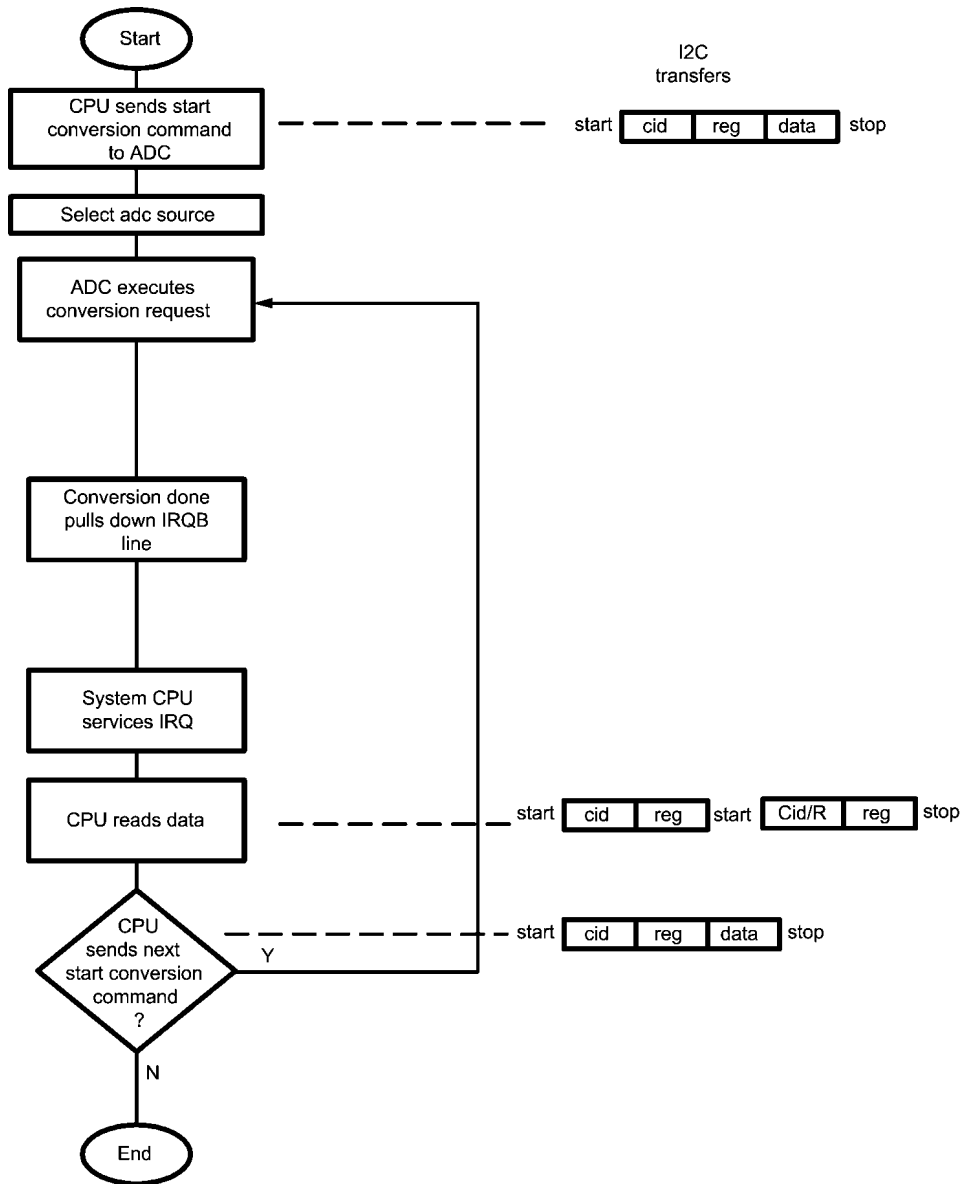 Start
I2C
transfers
CPU sends start
conversion command
to ADC
start cid reg data stop
Select adc source
ADC executes
conversion request
Conversion done
pulls down IRQB
line
System CPU
services IRQ
CPU reads data
start cid reg start Cid/R reg stop
CPU
sends next
start conversion
command
?
start cid reg data stop
Y
N
End